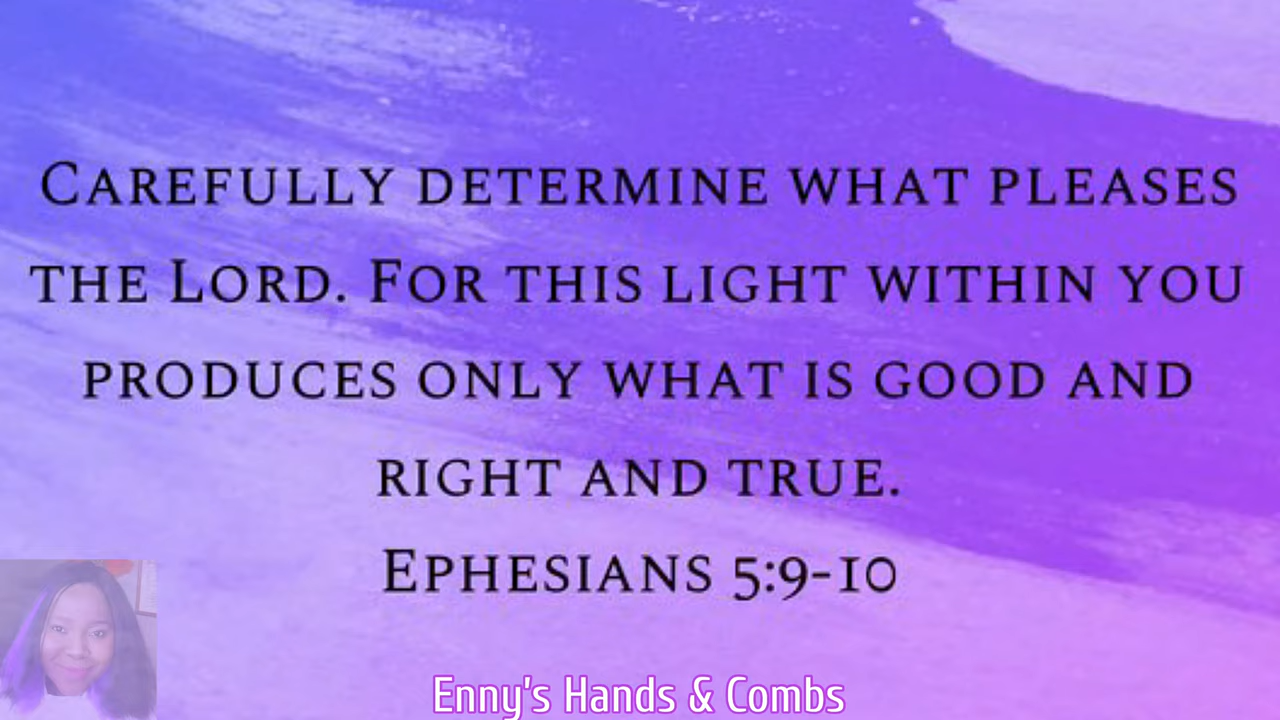 Carefully determine what pleases
the Lord. For this light within you
produces only what is good and
right and true.
Ephesians 5:9-10
Enny's Hands & Combs